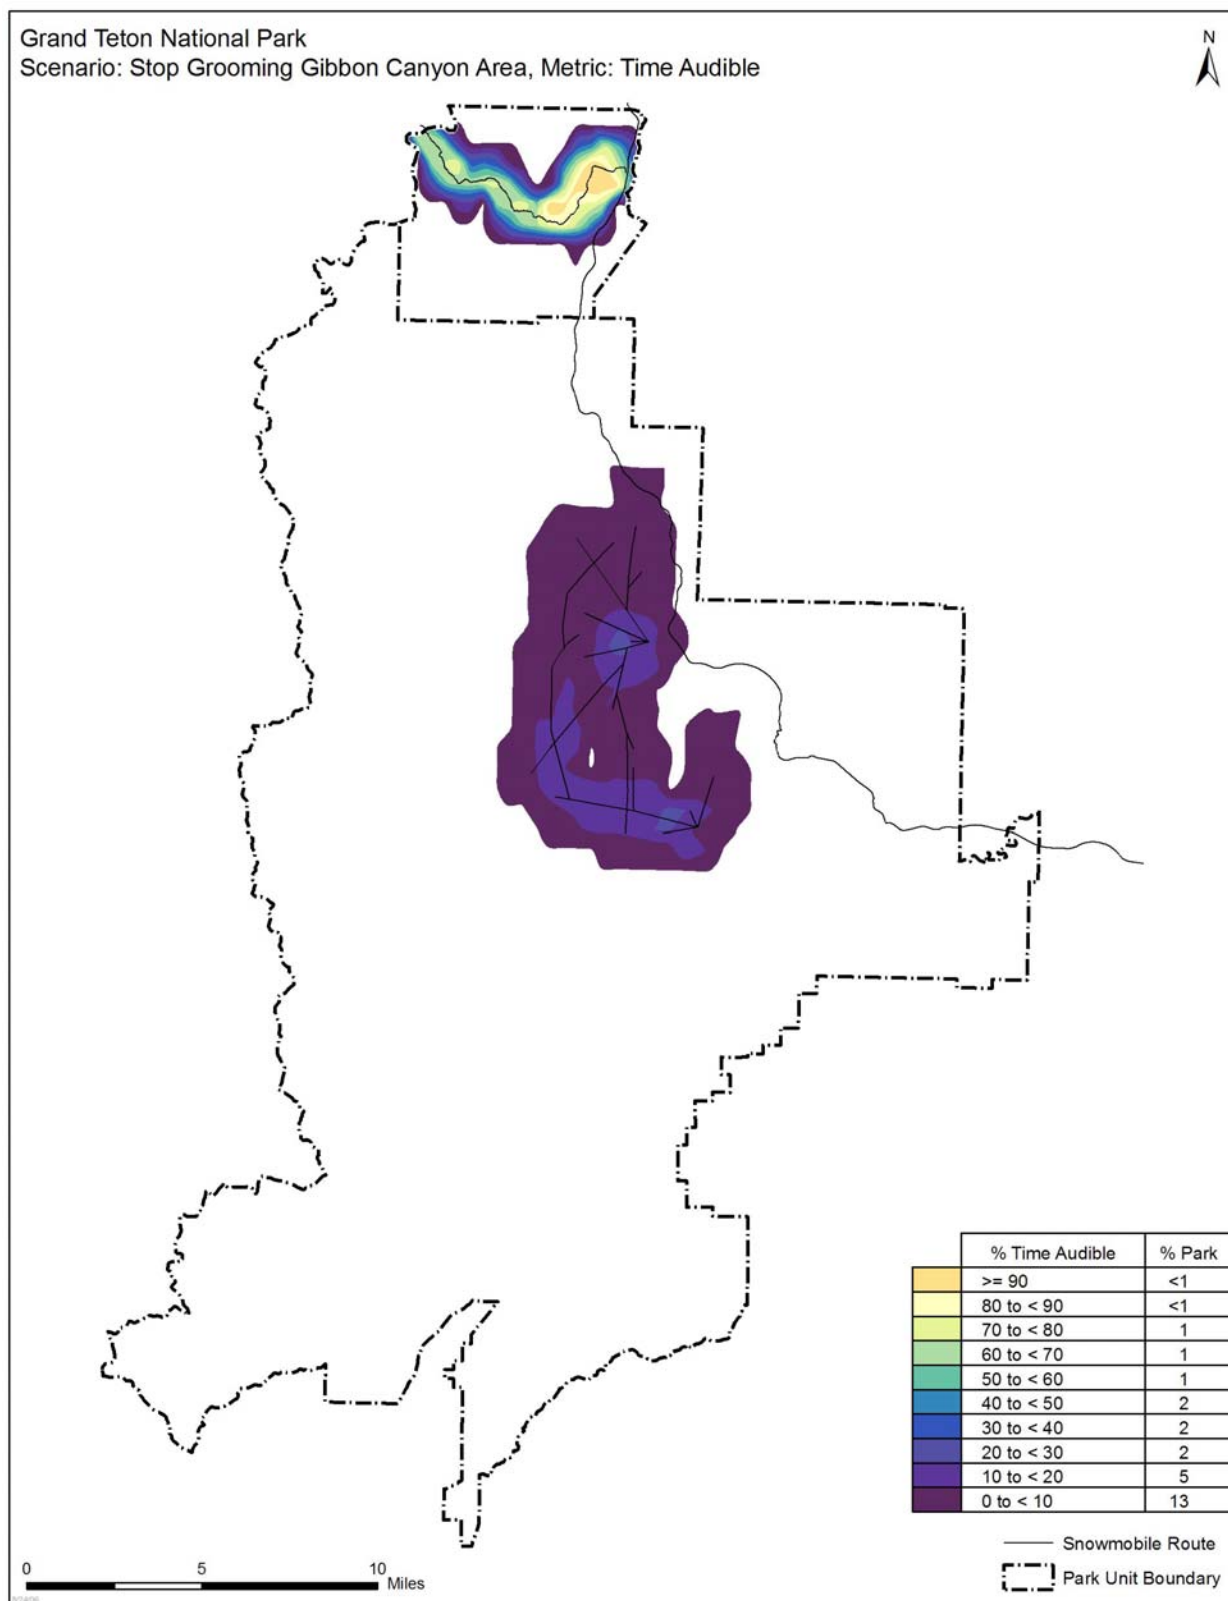 Grand Teton National Park
Scenario: Stop Grooming Gibbon Canyon Area, Metric: Time Audible
N
% Time Audible % Park
>= 90 <1
80 to < 90 <1
70 to < 80 1
60 to < 70 1
50 to < 60 1
40 to < 50 2
30 to < 40 2
20 to < 30 2
10 to < 20 5
0 to < 10 13
Snowmobile Route
Park Unit Boundary
0 5 10
Miles